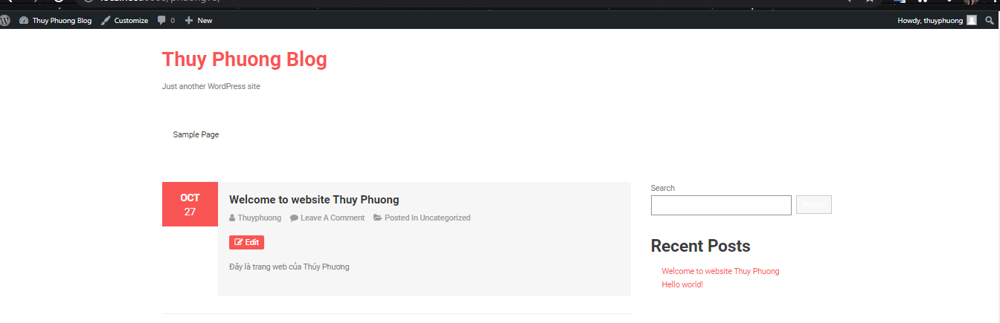 Thuy Phuong Blog Customize 0 New Howdy, thuyphuong
Thuy Phuong Blog
Just another WordPress site
Sample Page
OCT
27
Welcome to website Thuy Phuong
Thuyphuong Leave A Comment Posted In Uncategorized
Edit
Đây là trang web của Thúy Phương
Search
Search
Recent Posts
Welcome to website Thuy Phuong
Hello world!